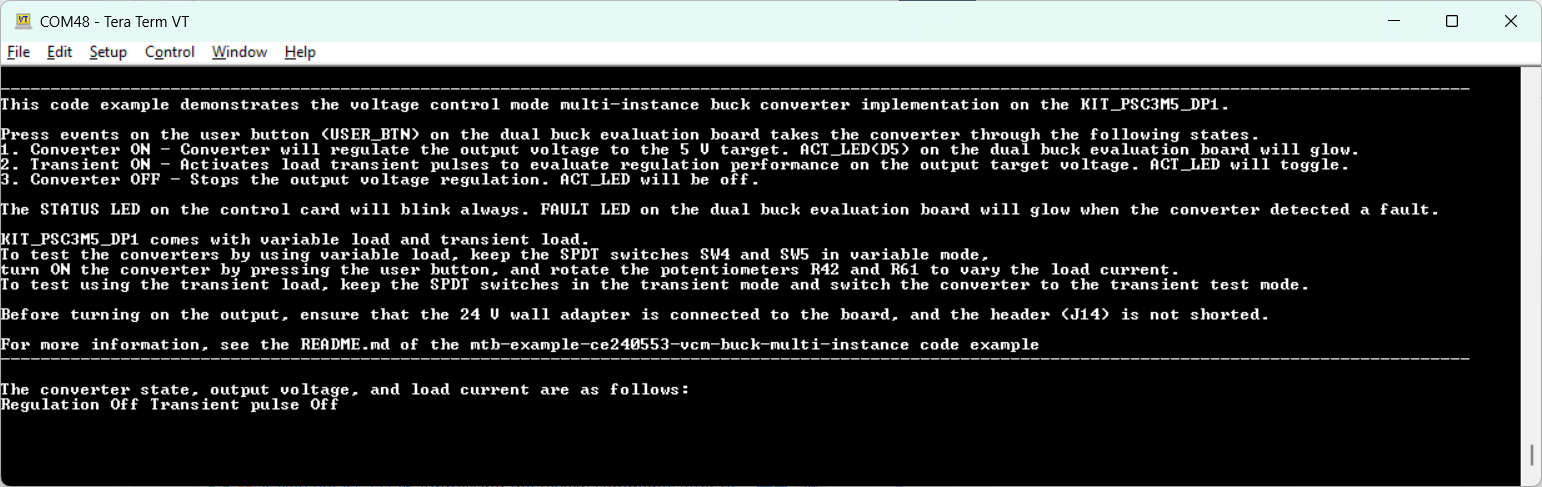 COM48 - Tera Term VT
File Edit Setup Control Window Help
--------------------------------------------------------------------------------------------------------------------------------------------------
This code example demonstrates the voltage control mode multi-instance buck converter implementation on the KIT_PSC3M5_DP1.
Press events on the user button (USER_BTN) on the dual buck evaluation board takes the converter through the following states.
1. Converter ON - Converter will regulate the output voltage to the 5 V target. ACT_LED(D5) on the dual buck evaluation board will glow.
2. Transient ON - Activates load transient pulses to evaluate regulation performance on the output target voltage. ACT_LED will toggle.
3. Converter OFF - Stops the output voltage regulation. ACT_LED will be off.
The STATUS LED on the control card will blink always. FAULT LED on the dual buck evaluation board will glow when the converter detected a fault.
KIT_PSC3M5_DP1 comes with variable load and transient load.
To test the converters by using variable load, keep the SPDT switches SW4 and SW5 in variable mode,
turn ON the converter by pressing the user button, and rotate the potentiometers R42 and R61 to vary the load current.
To test using the transient load, keep the SPDT switches in the transient mode and switch the converter to the transient test mode.
Before turning on the output, ensure that the 24 V wall adapter is connected to the board, and the header (J14) is not shorted.
For more information, see the README.md of the mtb-example-ce240553-vcm-buck-multi-instance code example
--------------------------------------------------------------------------------------------------------------------------------------------------
The converter state, output voltage, and load current are as follows:
Regulation Off Transient pulse Off